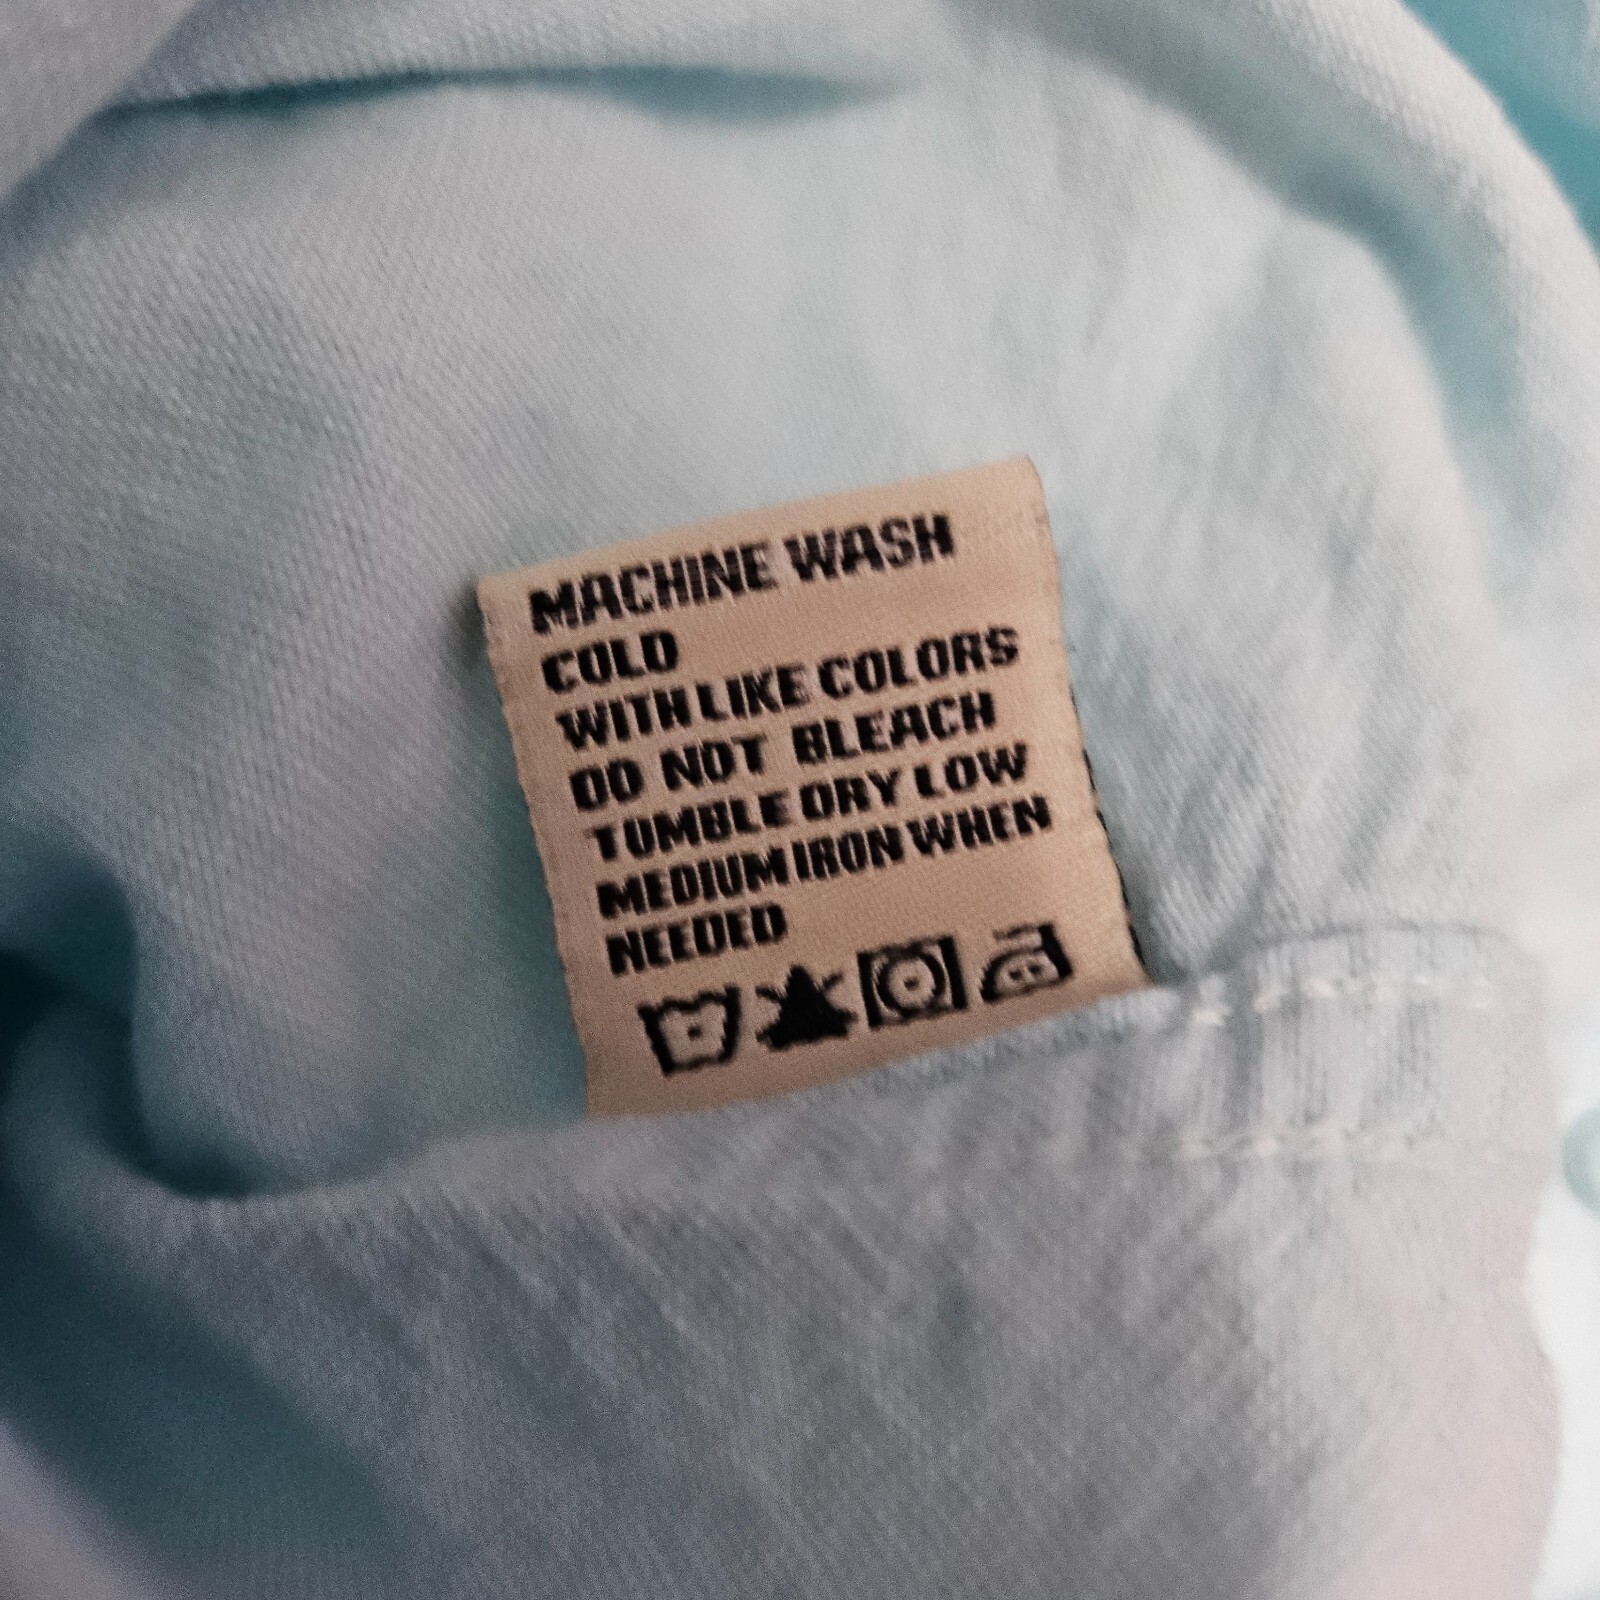 MACHINE WASH
COLD
WITH LIKE COLORS
DO NOT BLEACH
TUMBLE DRY LOW
MEDIUM IRON WHEN
NEEDED